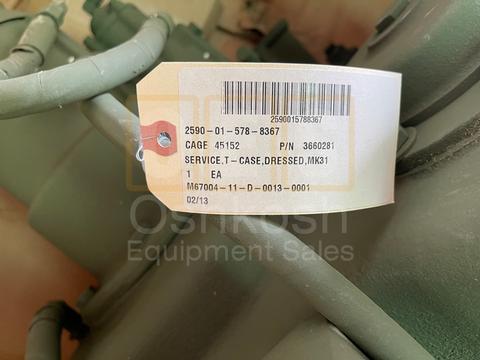 2590015788367
2590-01-578-8367
CAGE 45152 P/N 3660281
SERVICE,T-CASE,DRESSED,MK31
1 EA
M67004-11-D-0013-0001
02/13
Oshkosh
Equipment Sales